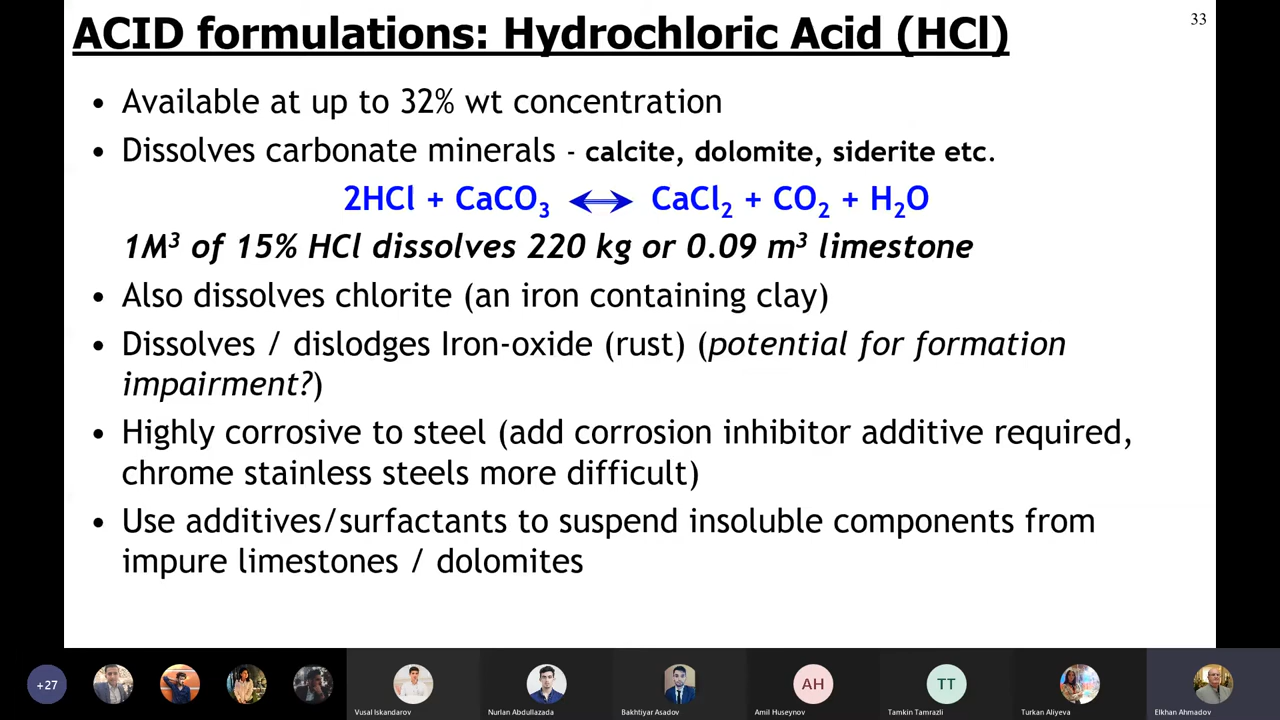 ACID formulations: Hydrochloric Acid (HCl)
33
• Available at up to 32% wt concentration
• Dissolves carbonate minerals - calcite, dolomite, siderite etc.
2HCl + CaCO₃ ⟺ CaCl₂ + CO₂ + H₂O
1M³ of 15% HCl dissolves 220 kg or 0.09 m³ limestone
• Also dissolves chlorite (an iron containing clay)
• Dissolves / dislodges Iron-oxide (rust) (potential for formation
impairment?)
• Highly corrosive to steel (add corrosion inhibitor additive required,
chrome stainless steels more difficult)
• Use additives/surfactants to suspend insoluble components from
impure limestones / dolomites
+27
AH
TT
Vusal Iskandarov
Nurlan Abdullazada
Bakhtiyar Asadov
Amil Huseynov
Tamkin Tamrazli
Turkan Aliyeva
Elkhan Ahmadov